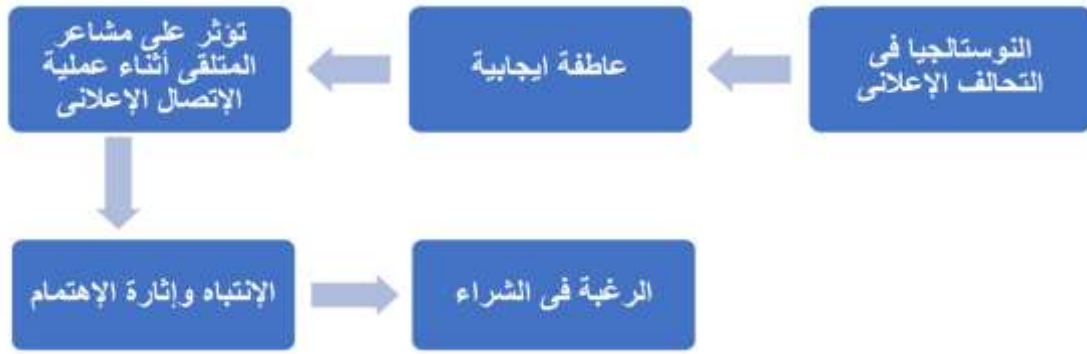 النوستالجيا فى
التحالف الإعلانى
عاطفة ايجابية
تؤثر على مشاعر
المتلقى أثناء عملية
الإتصال الإعلانى
الإنتباه وإثارة الإهتمام
الرغبة فى الشراء